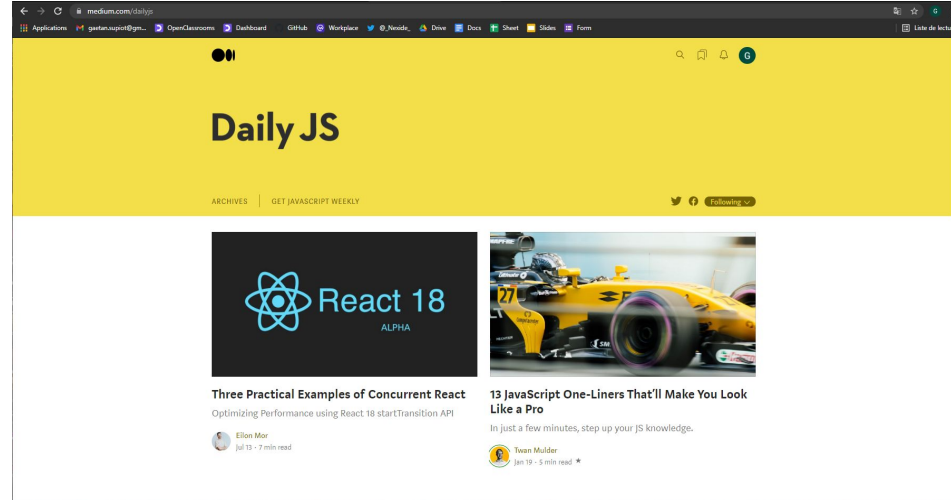 medium.com/dailyjs
Applications gaetan.supiot@gm... OpenClassrooms Dashboard GitHub Workplace @_Nexide_ Drive Docs Sheet Slides Form Liste de lectu
G
Daily JS
ARCHIVES GET JAVASCRIPT WEEKLY Following
React 18
ALPHA
27
Three Practical Examples of Concurrent React
Optimizing Performance using React 18 startTransition API
Eilon Mor
Jul 13 · 7 min read
13 JavaScript One-Liners That'll Make You Look
Like a Pro
In just a few minutes, step up your JS knowledge.
Twan Mulder
Jan 19 · 5 min read ★